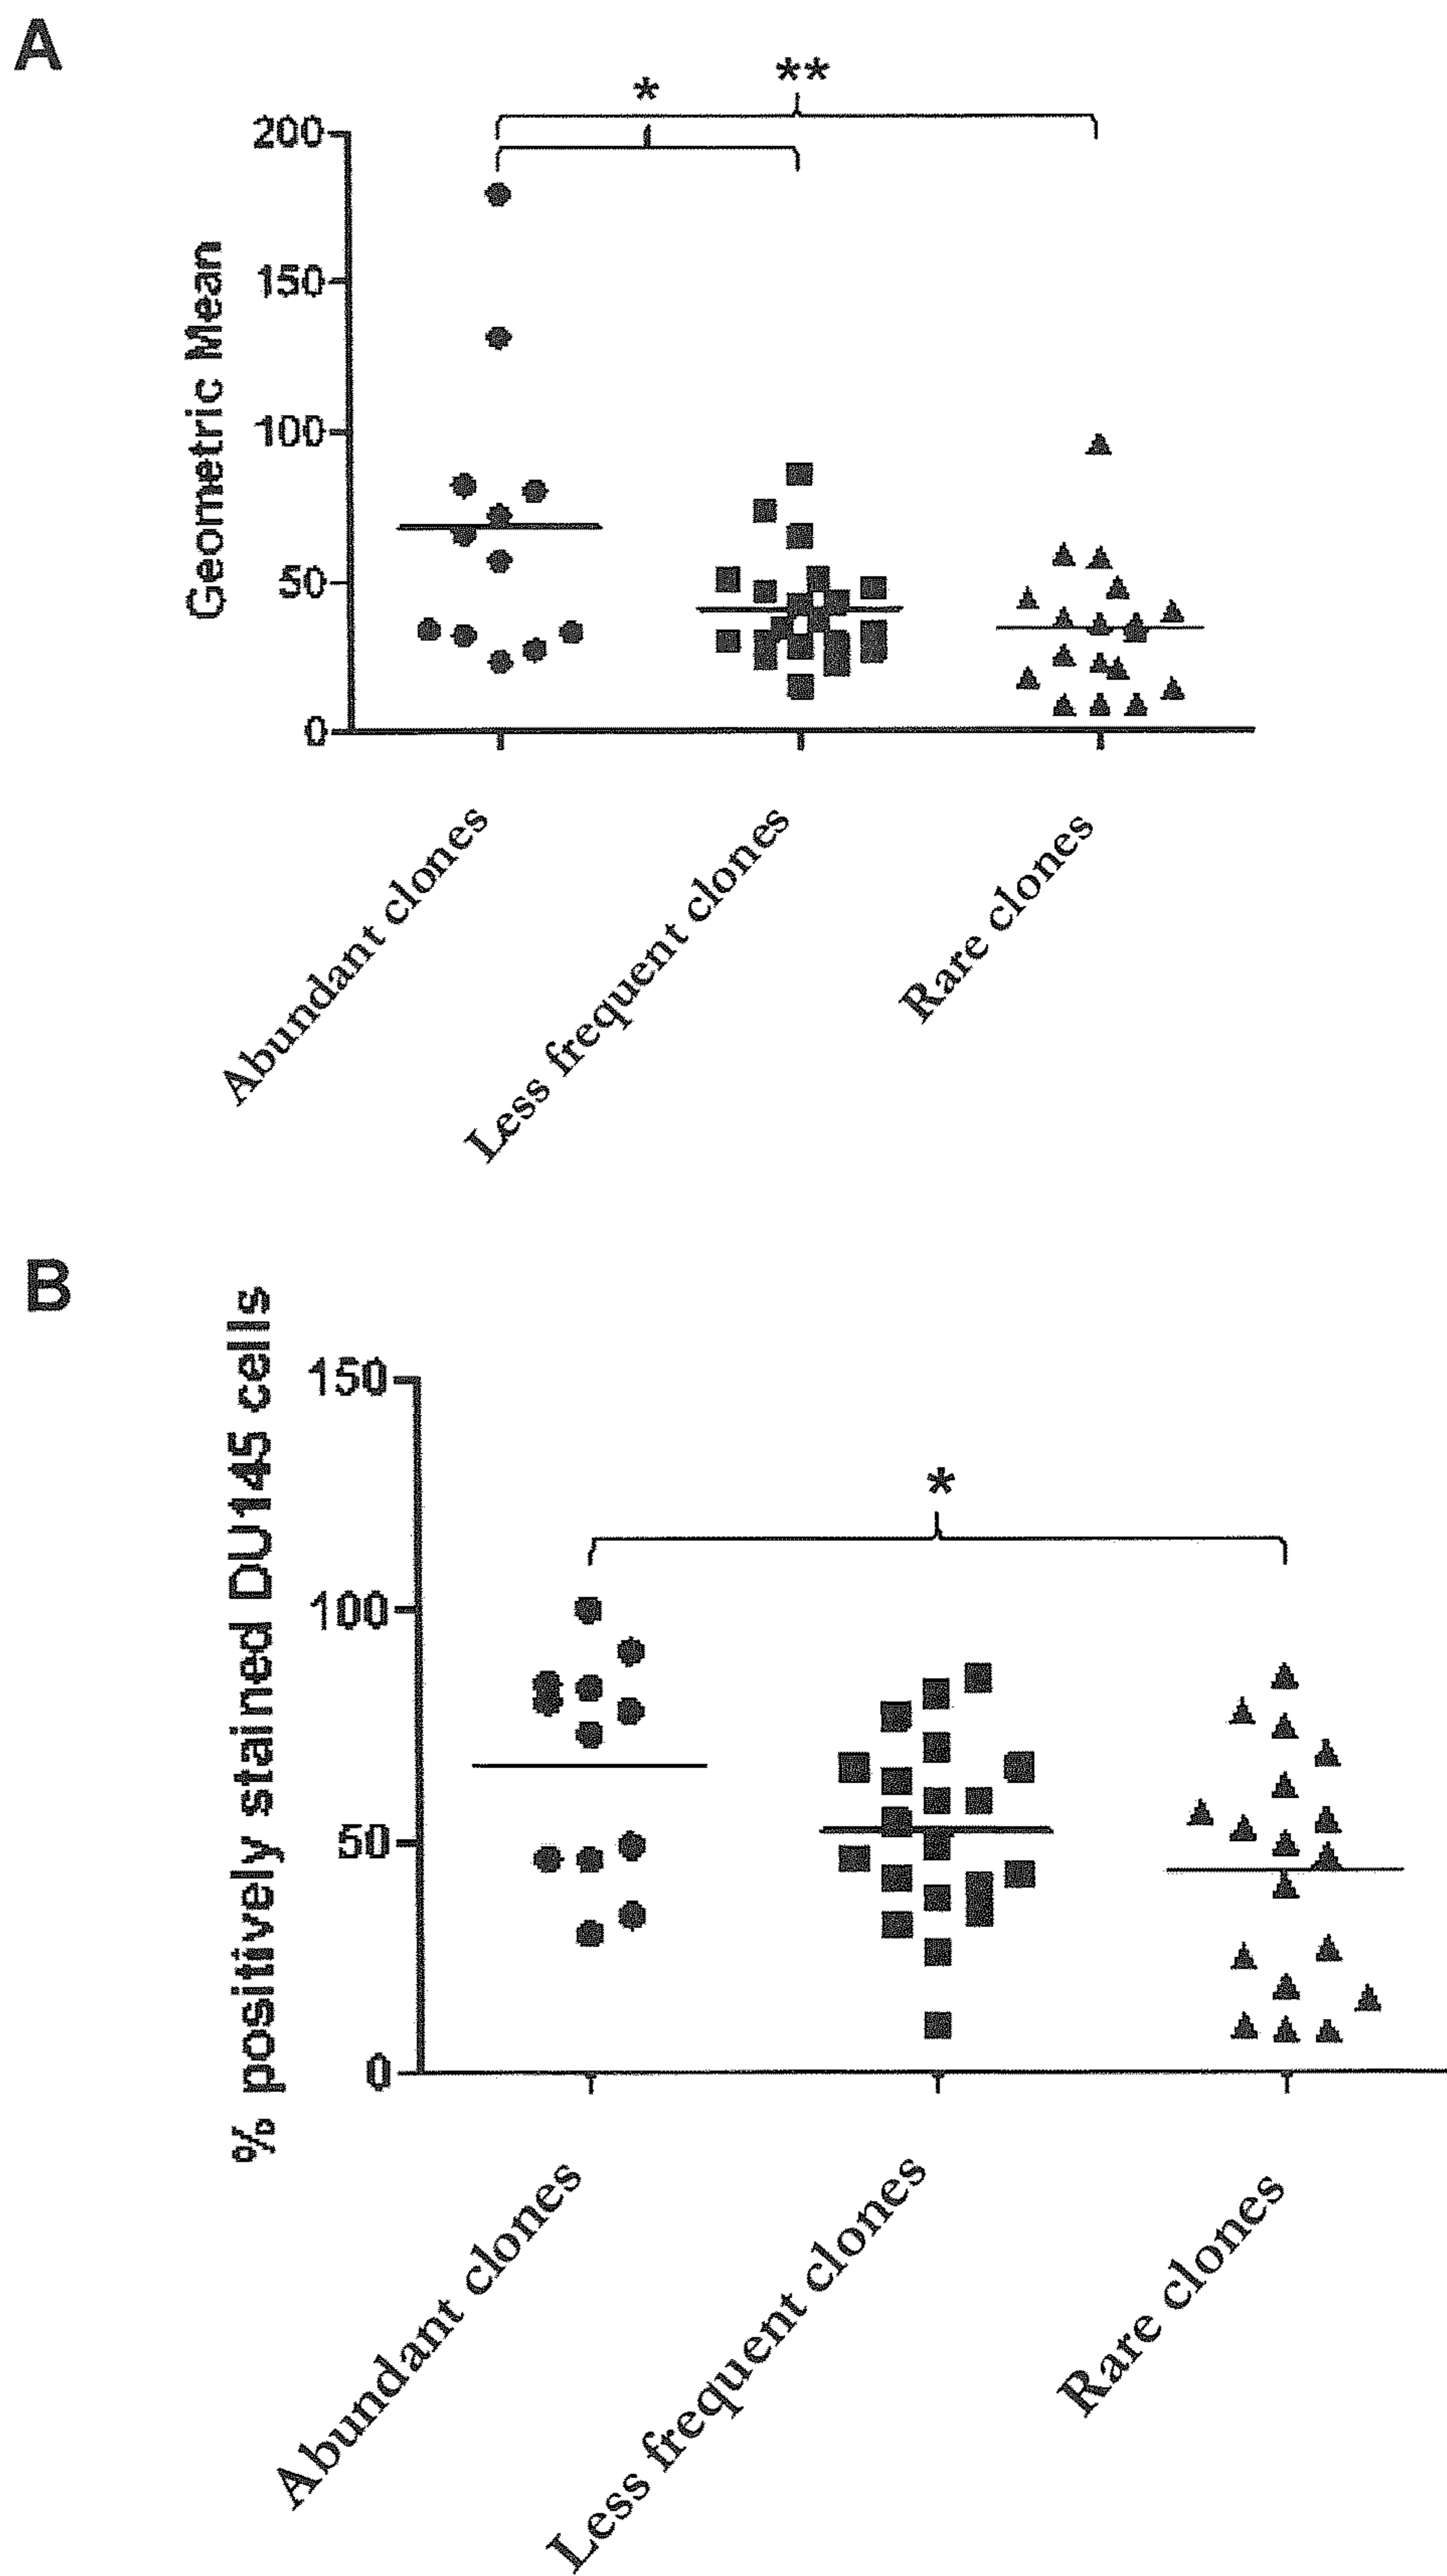 A
*
**
200
150
100
50
0
Geometric Mean
Abundant clones
Less frequent clones
Rare clones
B
*
150
100
50
0
% positively stained DU145 cells
Abundant clones
Less frequent clones
Rare clones